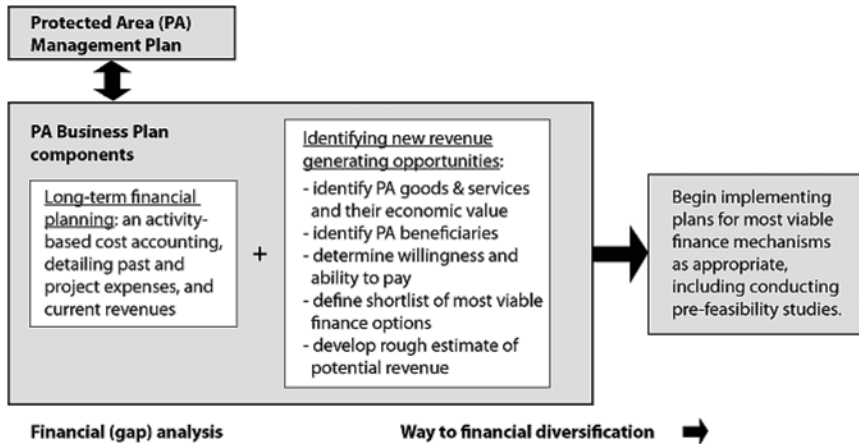 Protected Area (PA)
Management Plan
PA Business Plan
components
Long-term financial
planning: an activity-
based cost accounting,
detailing past and
project expenses, and
current revenues
+
Identifying new revenue
generating opportunities:
- identify PA goods & services
and their economic value
- identify PA beneficiaries
- determine willingness and
ability to pay
- define shortlist of most viable
finance options
- develop rough estimate of
potential revenue
Begin implementing
plans for most viable
finance mechanisms
as appropriate,
including conducting
pre-feasibility studies.
Financial (gap) analysis
Way to financial diversification